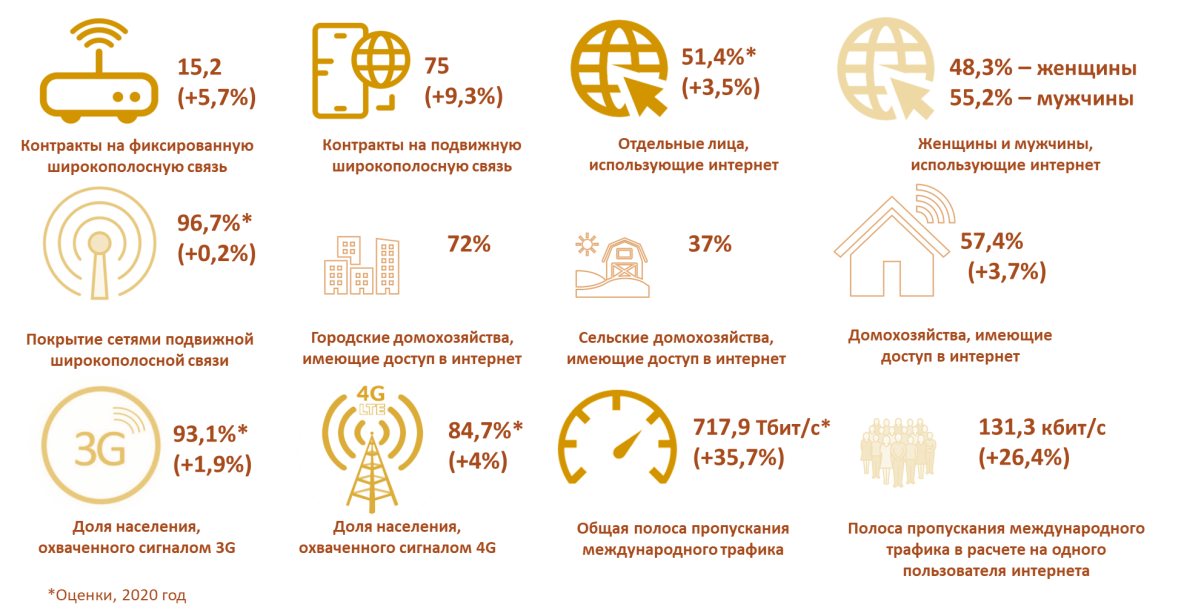 15,2
(+5,7%)
Контракты на фиксированную
широкополосную связь
75
(+9,3%)
Контракты на подвижную
широкополосную связь
51,4%*
(+3,5%)
Отдельные лица,
использующие интернет
48,3% – женщины
55,2% – мужчины
Женщины и мужчины,
использующие интернет
96,7%*
(+0,2%)
Покрытие сетями подвижной
широкополосной связи
72%
Городские домохозяйства,
имеющие доступ в интернет
37%
Сельские домохозяйства,
имеющие доступ в интернет
57,4%
(+3,7%)
Домохозяйства, имеющие
доступ в интернет
3G
93,1%*
(+1,9%)
Доля населения,
охваченного сигналом 3G
4G
LTE
84,7%*
(+4%)
Доля населения,
охваченного сигналом 4G
717,9 Тбит/с*
(+35,7%)
Общая полоса пропускания
международного трафика
131,3 кбит/с
(+26,4%)
Полоса пропускания международного
трафика в расчете на одного
пользователя интернета
*Оценки, 2020 год